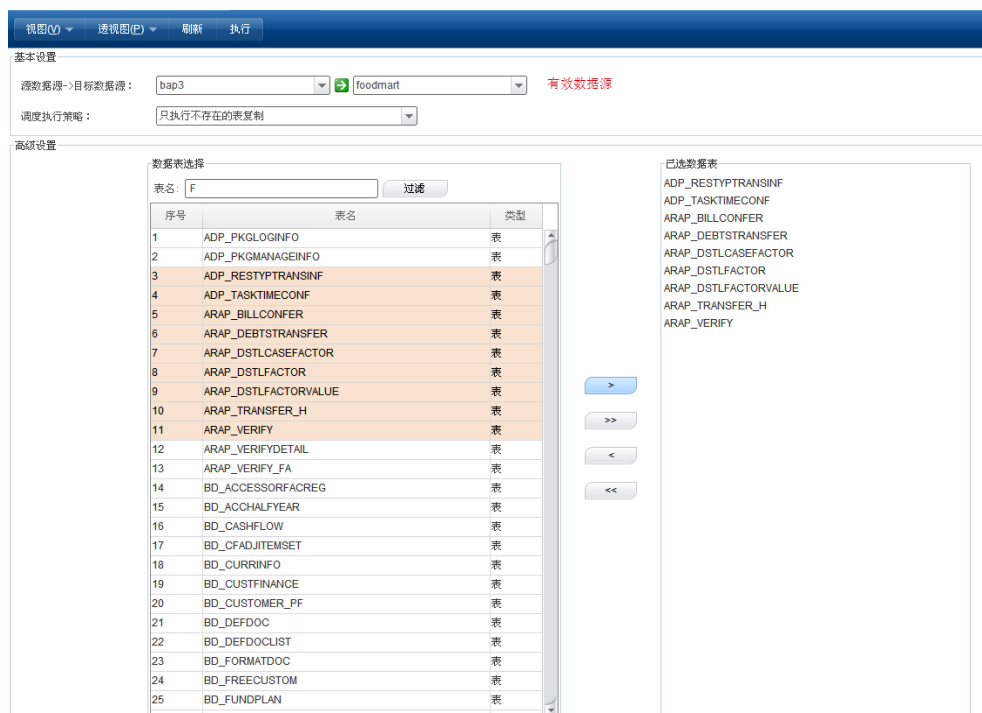 视图(V) 透视图(P) 刷新 执行
基本设置
源数据源->目标数据源： bap3 foodmart 有效数据源
调度执行策略： 只执行不存在的表复制
高级设置
数据表选择
表名: F 过滤
序号 表名 类型
1 ADP_PKGLOGINFO 表
2 ADP_PKGMANAGEINFO 表
3 ADP_RESTYPTRANSINF 表
4 ADP_TASKTIMECONF 表
5 ARAP_BILLCONFER 表
6 ARAP_DEBTSTRANSFER 表
7 ARAP_DSTLCASEFACTOR 表
8 ARAP_DSTLFACTOR 表
9 ARAP_DSTLFACTORVALUE 表
10 ARAP_TRANSFER_H 表
11 ARAP_VERIFY 表
12 ARAP_VERIFYDETAIL 表
13 ARAP_VERIFY_FA 表
14 BD_ACCESSORFACREG 表
15 BD_ACCHALFYEAR 表
16 BD_CASHFLOW 表
17 BD_CFADJITEMSET 表
18 BD_CURRINFO 表
19 BD_CUSTFINANCE 表
20 BD_CUSTOMER_PF 表
21 BD_DEFDOC 表
22 BD_DEFDOCLIST 表
23 BD_FORMATDOC 表
24 BD_FREECUSTOM 表
25 BD_FUNDPLAN 表
>
>>
<
<<
已选数据表
ADP_RESTYPTRANSINF
ADP_TASKTIMECONF
ARAP_BILLCONFER
ARAP_DEBTSTRANSFER
ARAP_DSTLCASEFACTOR
ARAP_DSTLFACTOR
ARAP_DSTLFACTORVALUE
ARAP_TRANSFER_H
ARAP_VERIFY